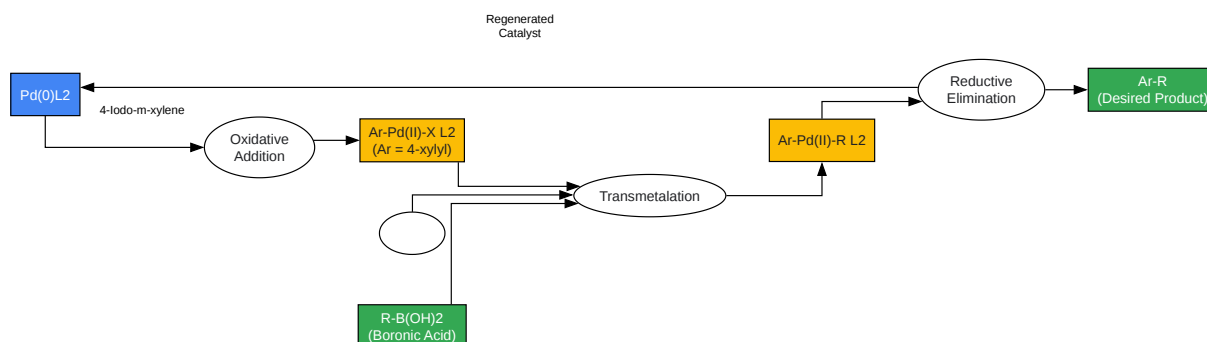 Regenerated
Catalyst
Pd(0)L2
4-Iodo-m-xylene
Oxidative
Addition
Ar-Pd(II)-X L2
(Ar = 4-xylyl)
R-B(OH)2
(Boronic Acid)
Transmetalation
Ar-Pd(II)-R L2
Reductive
Elimination
Ar-R
(Desired Product)